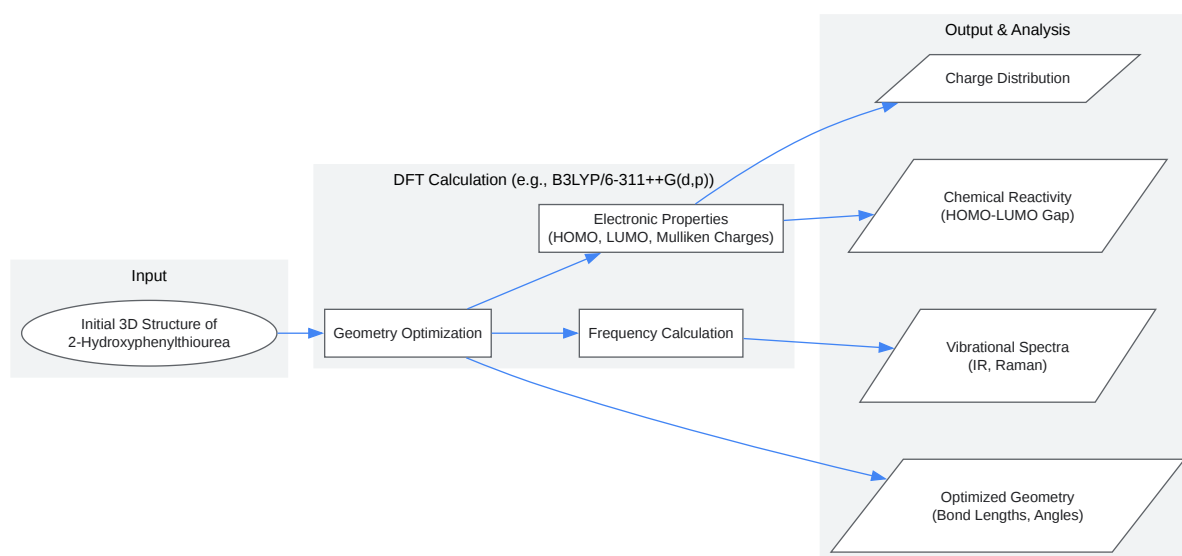 Input
Initial 3D Structure of
2-Hydroxyphenylthiourea
DFT Calculation (e.g., B3LYP/6-311++G(d,p))
Electronic Properties
(HOMO, LUMO, Mulliken Charges)
Geometry Optimization
Frequency Calculation
Output & Analysis
Charge Distribution
Chemical Reactivity
(HOMO-LUMO Gap)
Vibrational Spectra
(IR, Raman)
Optimized Geometry
(Bond Lengths, Angles)